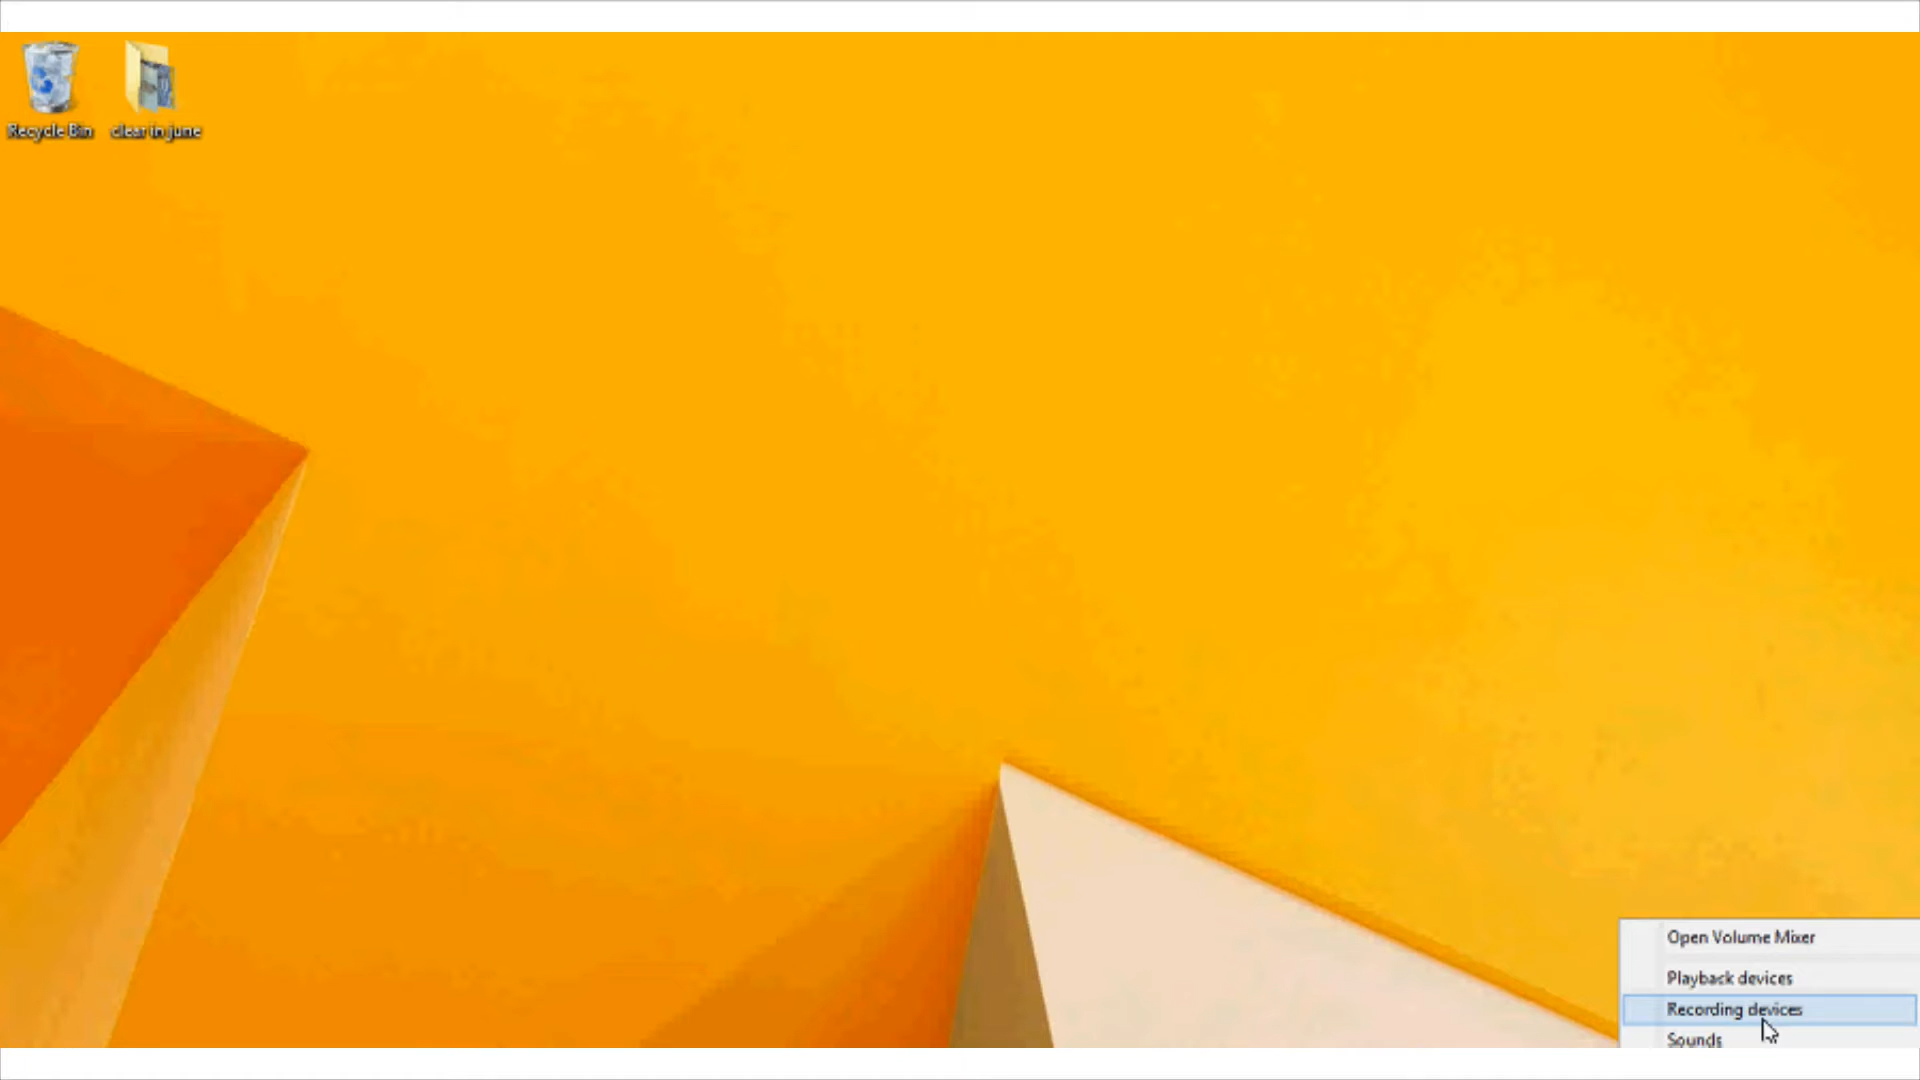 Recycle Bin
clear in june
Open Volume Mixer
Playback devices
Recording devices
Sounds